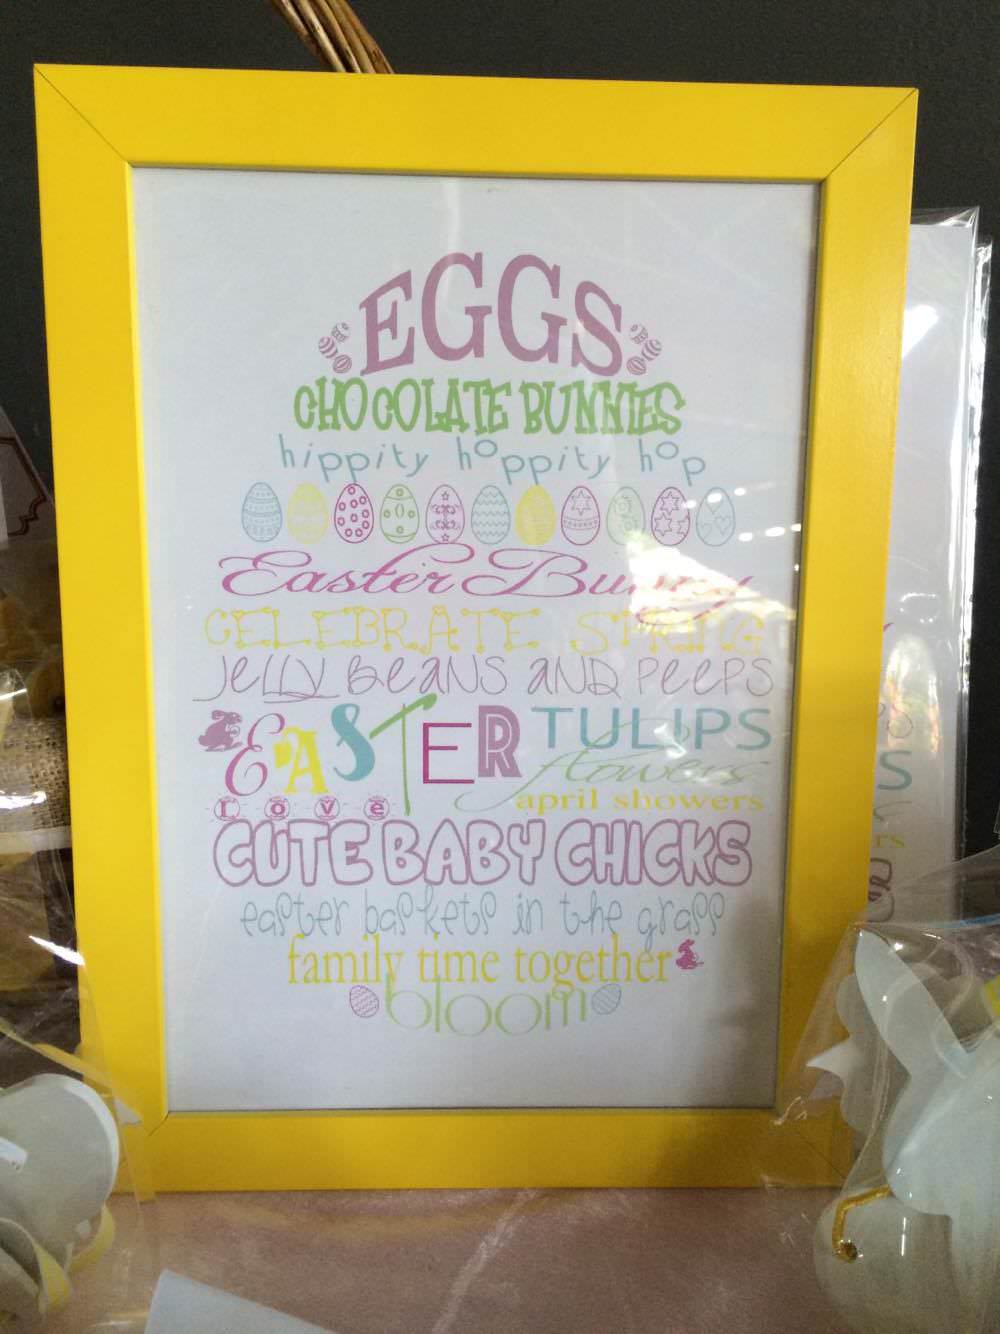 EGGS
CHOCOLATE BUNNIES
hippity hoppity hop
Easter Bunny
CELEBRATE SPRING
Jelly Beans and Peeps
EASTER
TULIPS
flowers
love
april showers
CUTE BABY CHICKS
easter baskets in the grass
family time together
bloom
S
rs